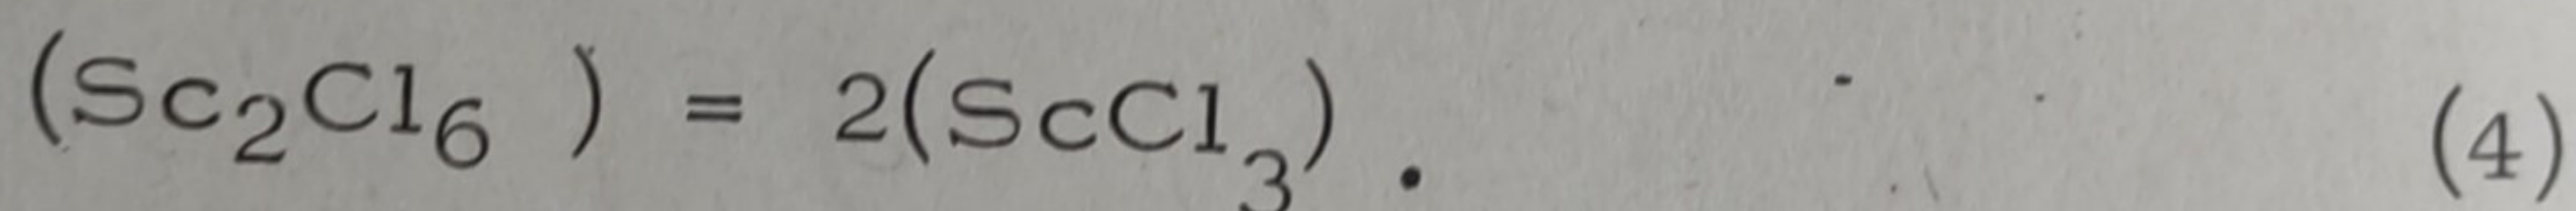 (Sc₂Cl₆ ) = 2(ScCl₃) . (4)